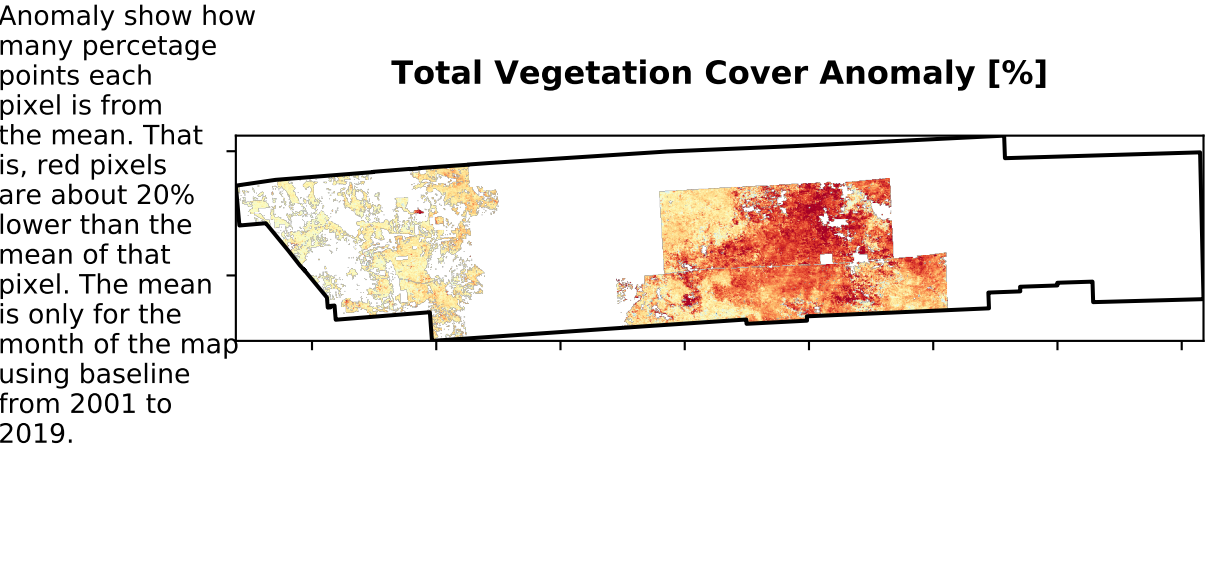 Anomaly show how
many percetage
points each
pixel is from
the mean. That
is, red pixels
are about 20%
lower than the
mean of that
pixel. The mean
is only for the
month of the map
using baseline
from 2001 to
2019.
Total Vegetation Cover Anomaly [%]